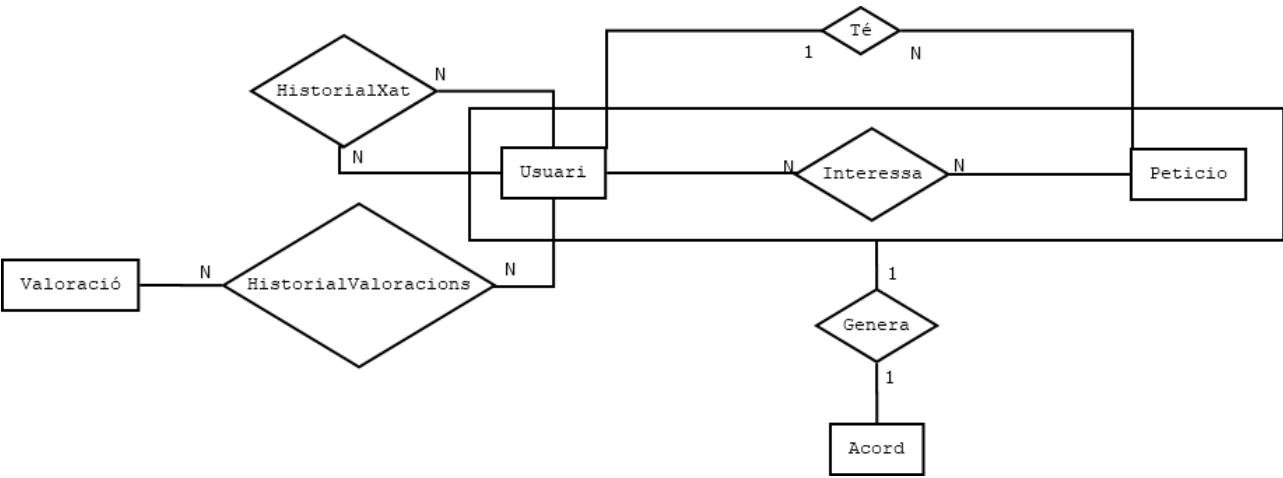 Té
1
N
N
HistorialXat
N
Usuari
N
Interessa
N
Peticio
N
HistorialValoracions
N
Valoració
1
Genera
1
Acord